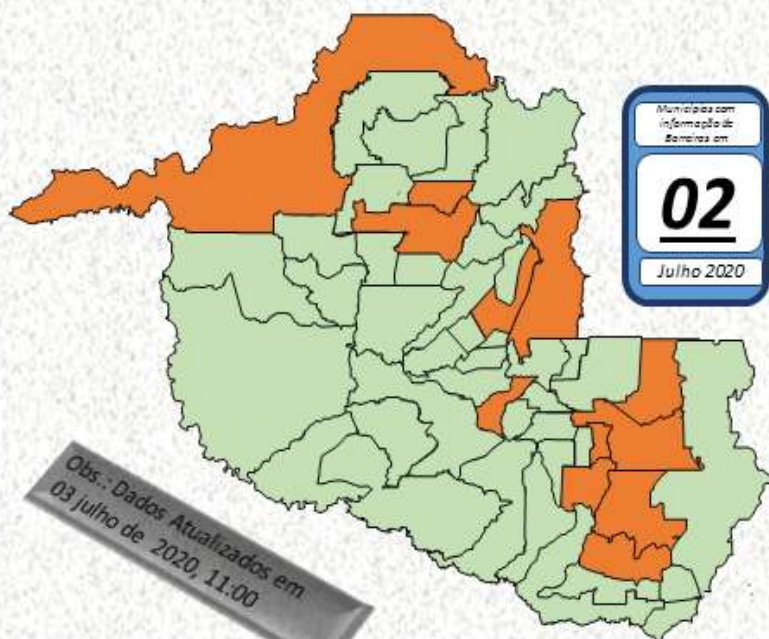 Municípios com
informação de
Barreiras em
02
Julho 2020
Obs.: Dados Atualizados em
03 julho de 2020, 11:00